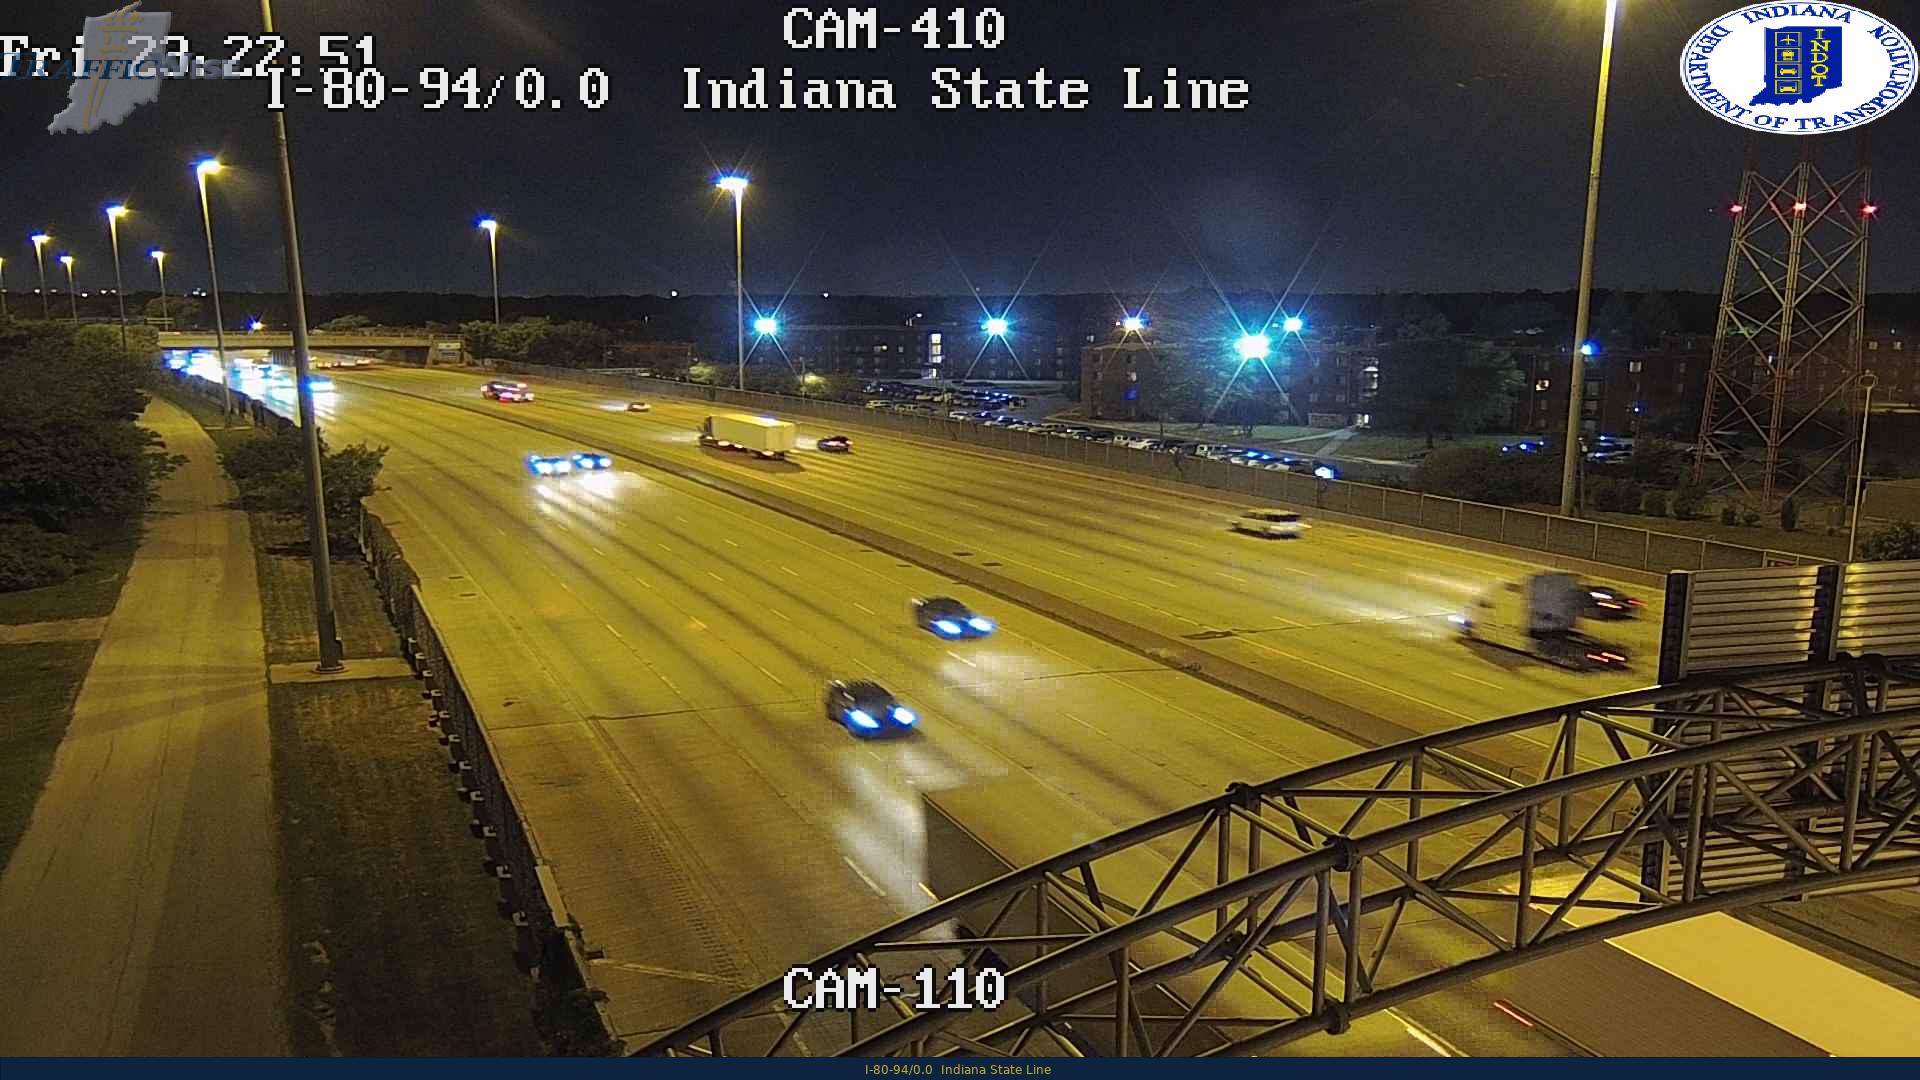 CAM-410
Fri 23:22:51
TRAFFICWISE
I-80-94/0.0 Indiana State Line
INDIANA
DEPARTMENT OF TRANSPORTATION
INDOT
CAM-110
I-80-94/0.0 Indiana State Line